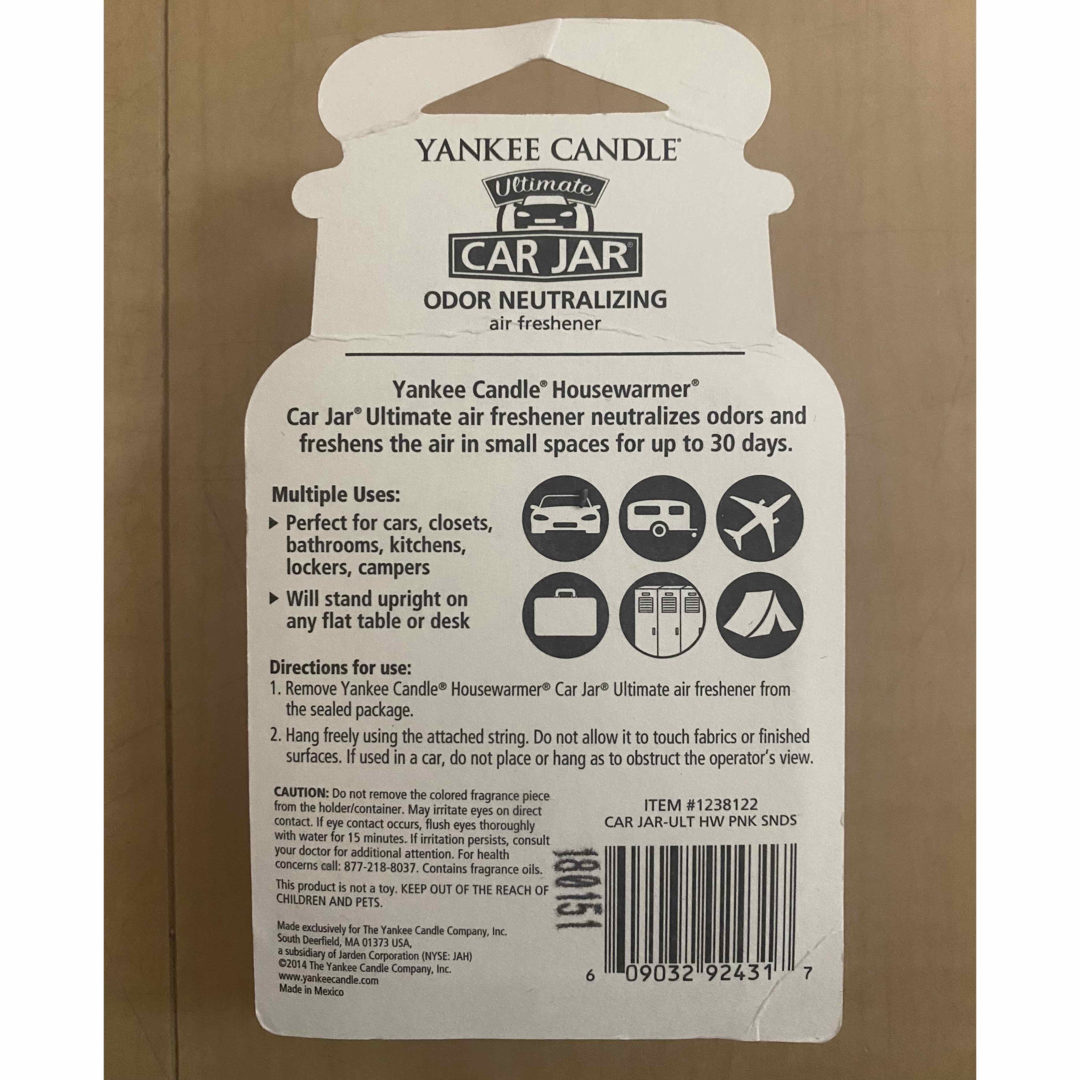 YANKEE CANDLE®
Ultimate
CAR JAR®
ODOR NEUTRALIZING
air freshener
Yankee Candle® Housewarmer®
Car Jar® Ultimate air freshener neutralizes odors and
freshens the air in small spaces for up to 30 days.
Multiple Uses:
▶ Perfect for cars, closets,
bathrooms, kitchens,
lockers, campers
▶ Will stand upright on
any flat table or desk
Directions for use:
1. Remove Yankee Candle® Housewarmer® Car Jar® Ultimate air freshener from
the sealed package.
2. Hang freely using the attached string. Do not allow it to touch fabrics or finished
surfaces. If used in a car, do not place or hang as to obstruct the operator's view.
CAUTION: Do not remove the colored fragrance piece
from the holder/container. May irritate eyes on direct
contact. If eye contact occurs, flush eyes thoroughly
with water for 15 minutes. If irritation persists, consult
your doctor for additional attention. For health
concerns call: 877-218-8037. Contains fragrance oils.
This product is not a toy. KEEP OUT OF THE REACH OF
CHILDREN AND PETS.
Made exclusively for The Yankee Candle Company, Inc.
South Deerfield, MA 01373 USA,
a subsidiary of Jarden Corporation (NYSE: JAH)
©2014 The Yankee Candle Company, Inc.
www.yankeecandle.com
Made in Mexico
ITEM #1238122
CAR JAR-ULT HW PNK SNDS
180151
6 09032 92431 7